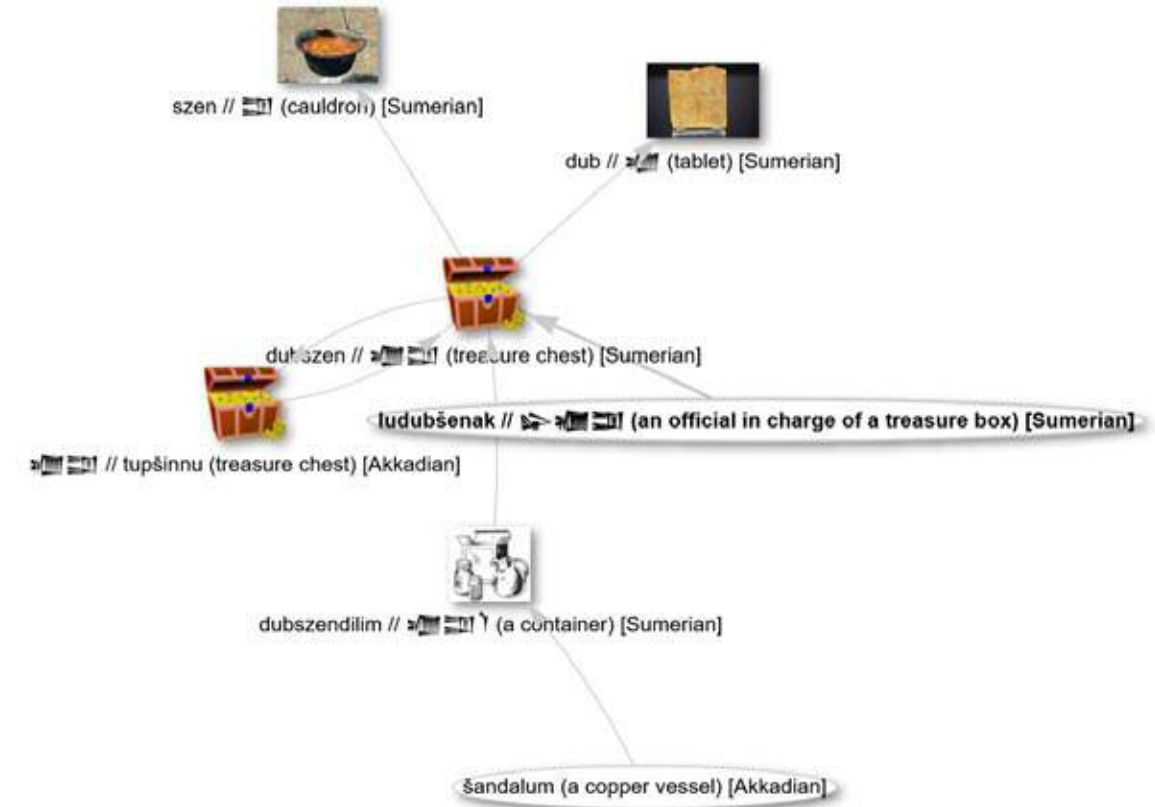 szen // (cauldron) [Sumerian]
dub // (tablet) [Sumerian]
dubszen // (treasure chest) [Sumerian]
ludubšenak // (an official in charge of a treasure box) [Sumerian]
// tupšinnu (treasure chest) [Akkadian]
dubszendilim // (a container) [Sumerian]
šandalum (a copper vessel) [Akkadian]